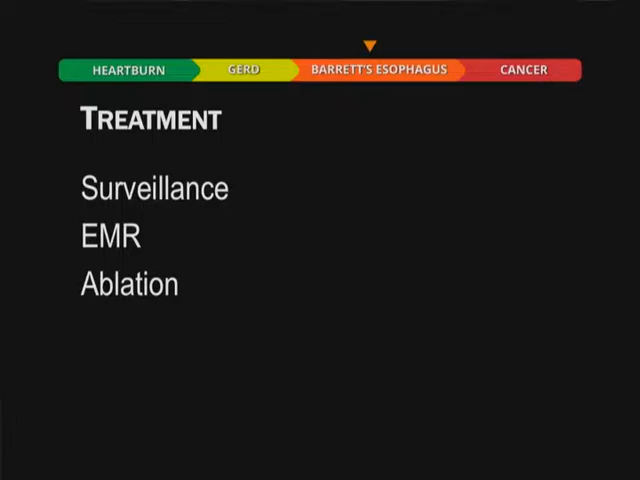 HEARTBURN GERD BARRETT'S ESOPHAGUS CANCER
TREATMENT
Surveillance
EMR
Ablation